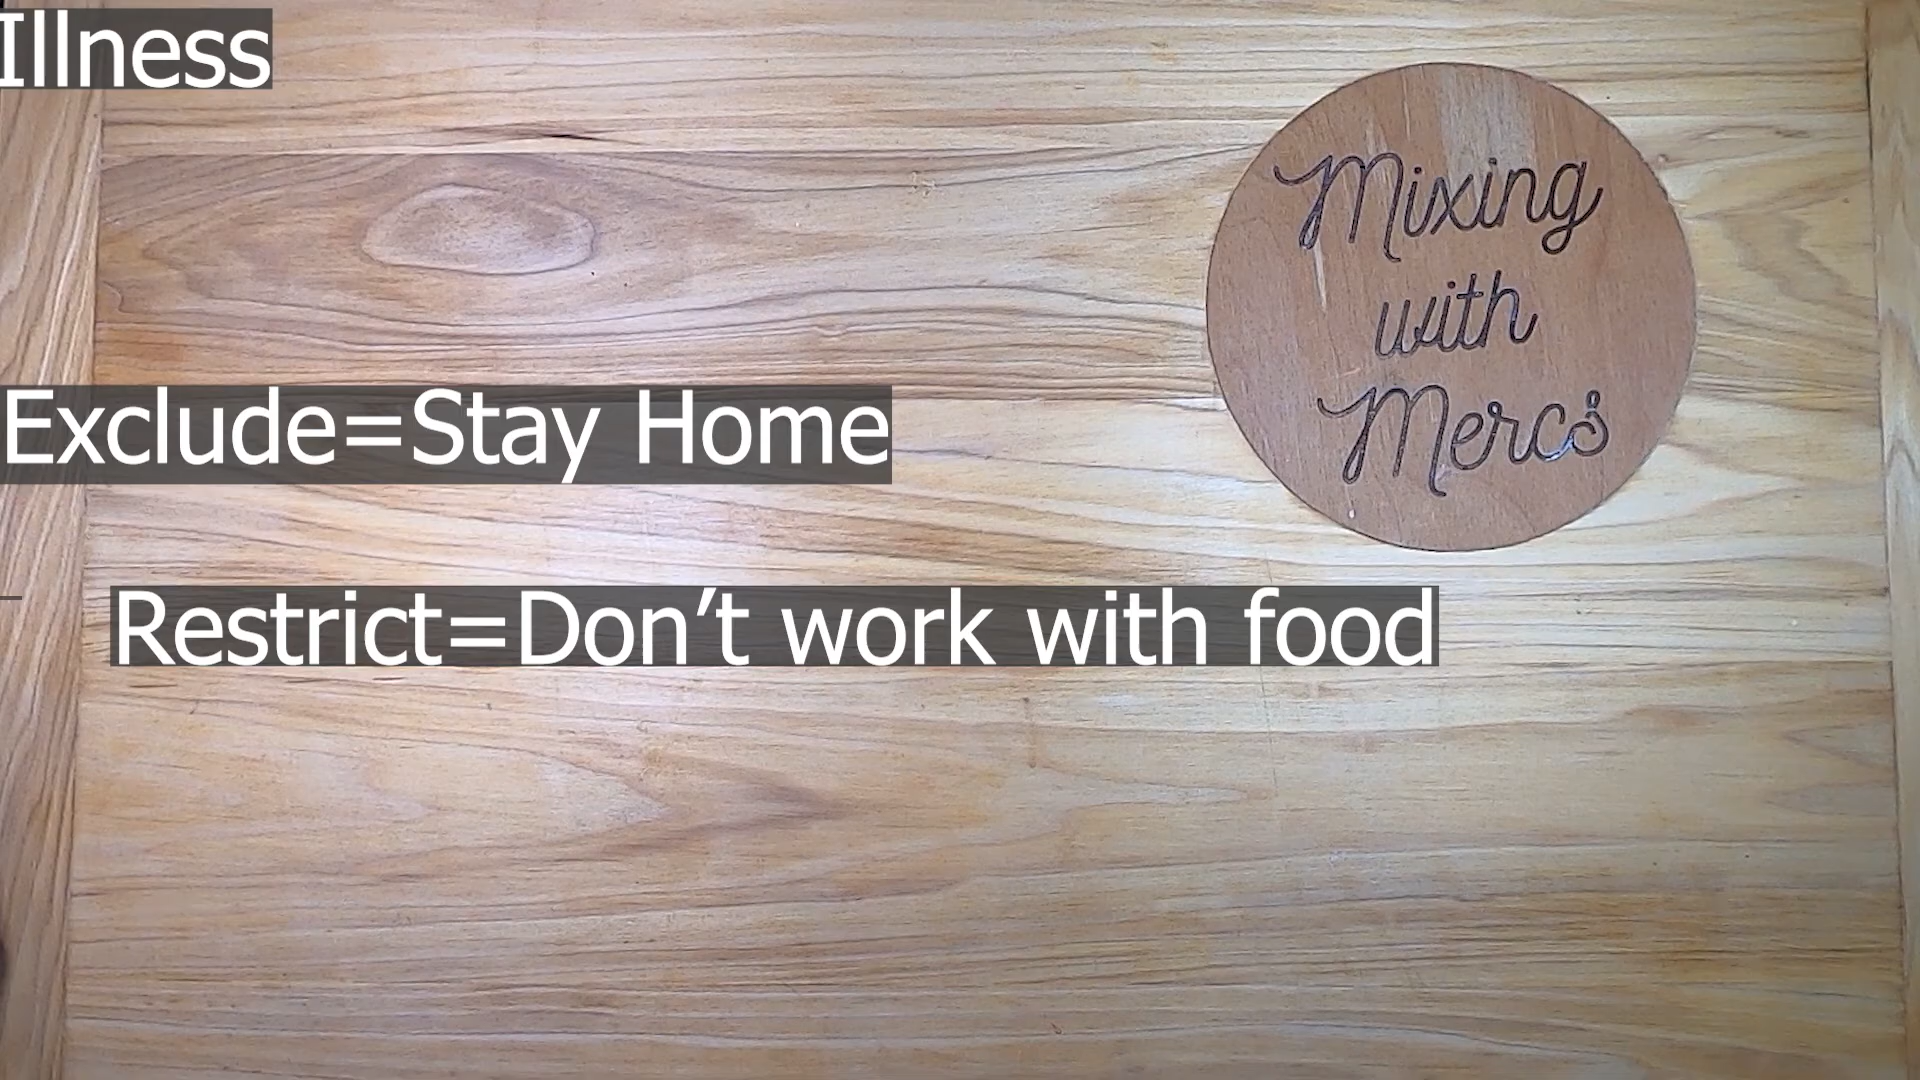 Illness
Mixing
with
Mercs
Exclude=Stay Home
Restrict=Don’t work with food